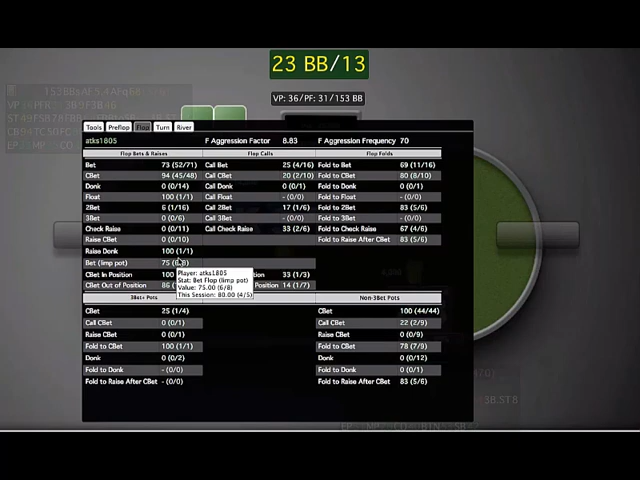 23 BB/13
VP: 36/PF: 31/153 BB
Tools Preflop Flop Turn River
atks1805 F Aggression Factor 8.83 F Aggression Frequency 70
Flop Bets & Raises Flop Calls Flop Folds
Bet 73 (52/71) Call Bet 25 (4/16) Fold to Bet 69 (11/16)
CBet 94 (45/48) Call CBet 20 (2/10) Fold to CBet 80 (8/10)
Donk 0 (0/14) Call Donk 0 (0/1) Fold to Donk 0 (0/1)
Float 100 (1/1) Call Float - (0/0) Fold to Float - (0/0)
2Bet 6 (1/16) Call 2Bet 17 (1/6) Fold to 2Bet 83 (5/6)
3Bet 0 (0/6) Call 3Bet - (0/0) Fold to 3Bet - (0/0)
Check Raise 0 (0/11) Call Check Raise 33 (2/6) Fold to Check Raise 67 (4/6)
Raise CBet 0 (0/10) Fold to Raise After CBet 83 (5/6)
Raise Donk 100 (1/1)
Bet (limp pot) 75 (6/8)
CBet In Position 100 Position 33 (1/3)
CBet Out of Position 86 Position 14 (1/7)
Player: atks1805
Stat: Bet Flop (limp pot)
Value: 75.00 (6/8)
This Session: 80.00 (4/5)
3Bet+ Pots Non-3Bet Pots
CBet 25 (1/4) CBet 100 (44/44)
Call CBet 0 (0/1) Call CBet 22 (2/9)
Raise CBet 0 (0/1) Raise CBet 0 (0/9)
Fold to CBet 100 (1/1) Fold to CBet 78 (7/9)
Donk 0 (0/2) Donk 0 (0/12)
Fold to Donk - (0/0) Fold to Donk 0 (0/1)
Fold to Raise After CBet - (0/0) Fold to Raise After CBet 83 (5/6)